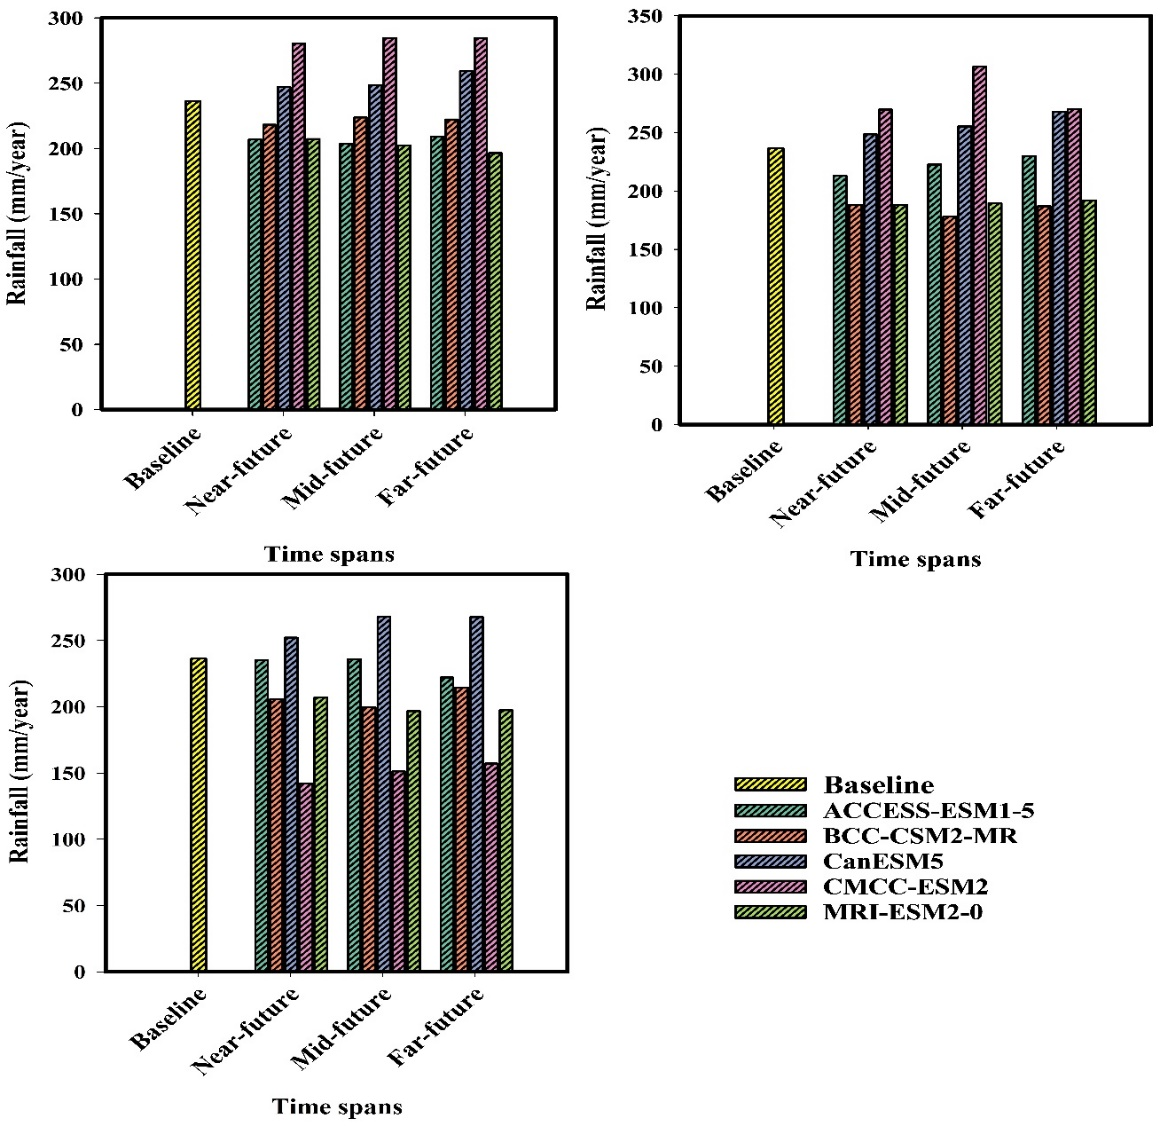 300
250
200
150
100
50
0
Rainfall (mm/year)
Baseline
Near-future
Mid-future
Far-future
Time spans
350
300
250
200
150
100
50
0
Rainfall (mm/year)
Baseline
Near-future
Mid-future
Far-future
Time spans
300
250
200
150
100
50
0
Rainfall (mm/year)
Baseline
Near-future
Mid-future
Far-future
Time spans
Baseline
ACCESS-ESM1-5
BCC-CSM2-MR
CanESM5
CMCC-ESM2
MRI-ESM2-0